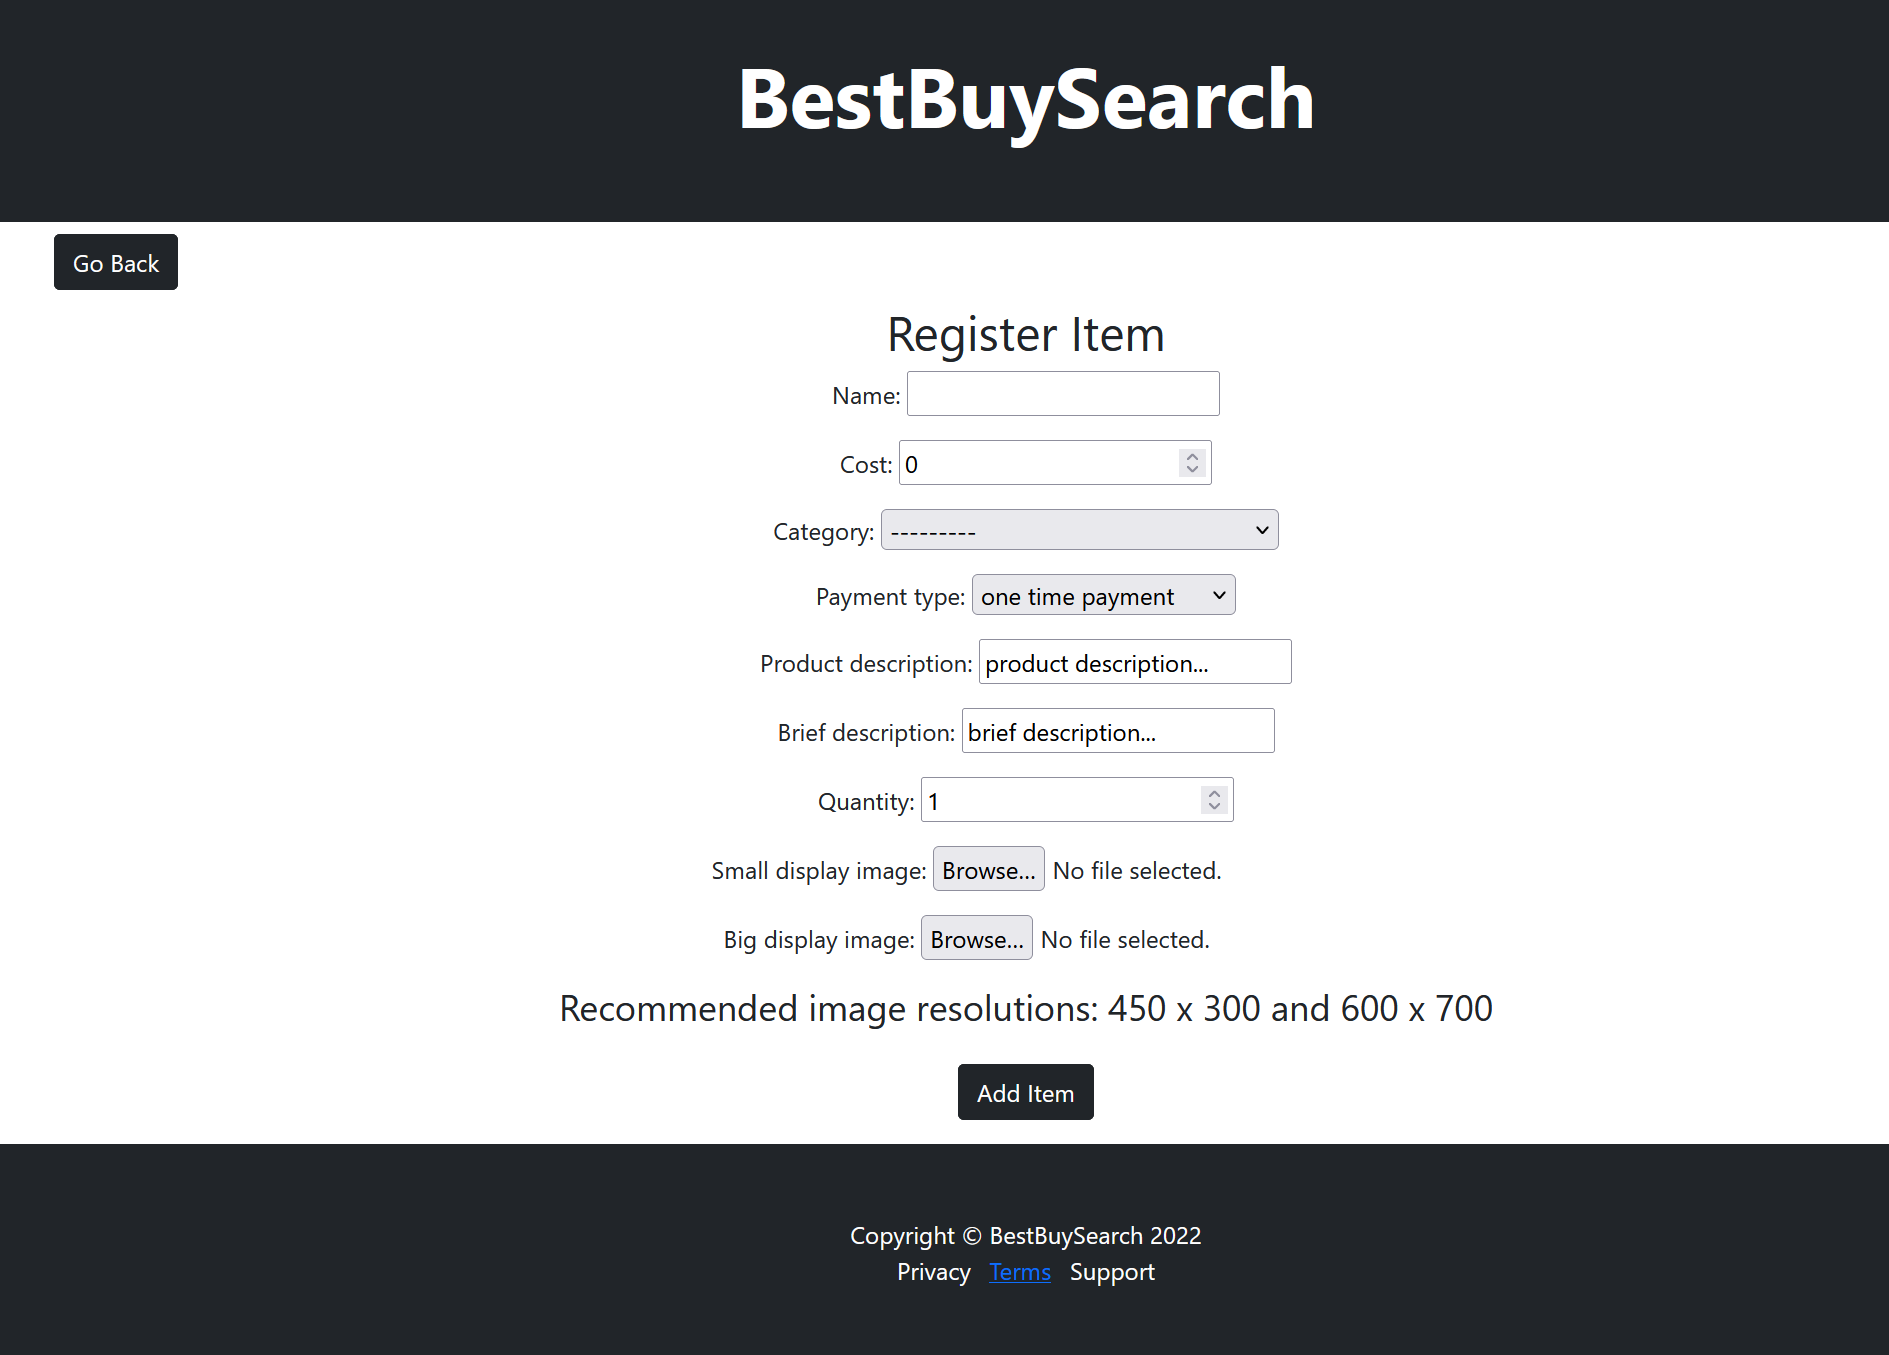 BestBuySearch
Go Back
Register Item
Name:
Cost: 0
Category: ---------
Payment type: one time payment
Product description: product description...
Brief description: brief description...
Quantity: 1
Small display image: Browse... No file selected.
Big display image: Browse... No file selected.
Recommended image resolutions: 450 x 300 and 600 x 700
Add Item
Copyright © BestBuySearch 2022
Privacy Terms Support